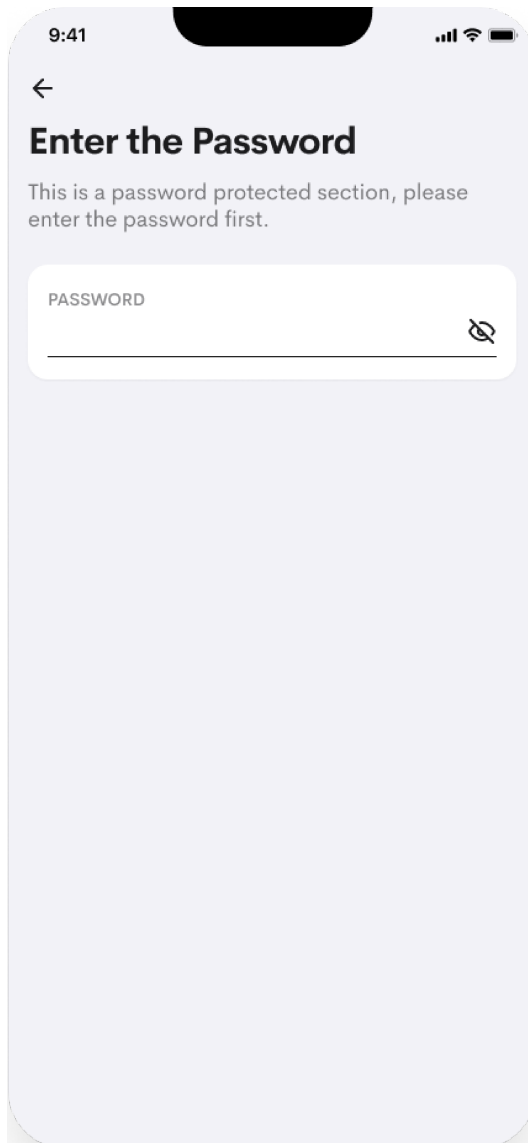 9:41
Enter the Password
This is a password protected section, please
enter the password first.
PASSWORD